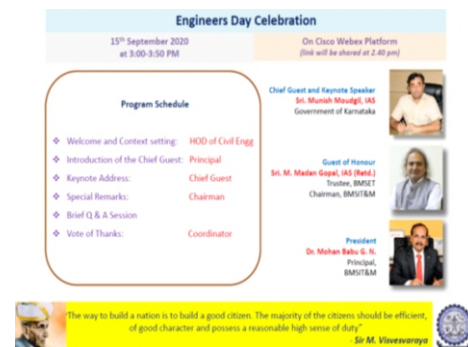 Engineers Day Celebration
15th September 2020
at 3:00-3:50 PM
On Cisco Webex Platform
(link will be shared at 2.40 pm)
Program Schedule
❖ Welcome and Context setting: HOD of Civil Engg
❖ Introduction of the Chief Guest: Principal
❖ Keynote Address: Chief Guest
❖ Special Remarks: Chairman
❖ Brief Q & A Session
❖ Vote of Thanks: Coordinator
Chief Guest and Keynote Speaker
Sri. Munish Moudgil, IAS
Government of Karnataka
Guest of Honour
Sri. M. Madan Gopal, IAS (Retd.)
Trustee, BMSET
Chairman, BMSIT&M
President
Dr. Mohan Babu G. N.
Principal,
BMSIT&M
"The way to build a nation is to build a good citizen. The majority of the citizens should be efficient,
of good character and possess a reasonable high sense of duty"
- Sir M. Visvesvaraya